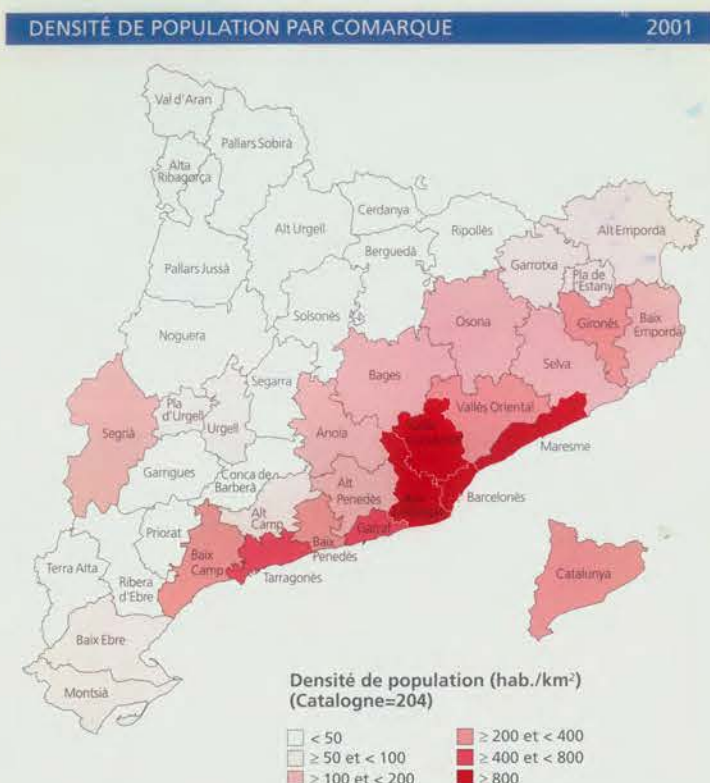 DENSITÉ DE POPULATION PAR COMARQUE 2001
Val d'Aran
Pallars Sobirà
Alta
Ribagorça
Cerdanya
Alt Urgell
Ripollès
Alt Empordà
Berguedà
Garrotxa
Pallars Jussà
Pla de
l'Estany
Solsonès
Osona
Gironès
Baix
Empordà
Noguera
Selva
Bages
Segarra
Vallès Oriental
Pla
d'Urgell
Urgell
Segrià
Anoia
Maresme
Garrigues
Conca de
Barberà
Alt
Penedès
Barcelonès
Alt
Camp
Garraf
Priorat
Baix
Camp
Baix
Penedès
Terra Alta
Ribera
d'Ebre
Tarragonès
Catalunya
Baix Ebre
Montsià
Densité de population (hab./km²)
(Catalogne=204)
< 50
≥ 50 et < 100
≥ 100 et < 200
≥ 200 et < 400
≥ 400 et < 800
≥ 800